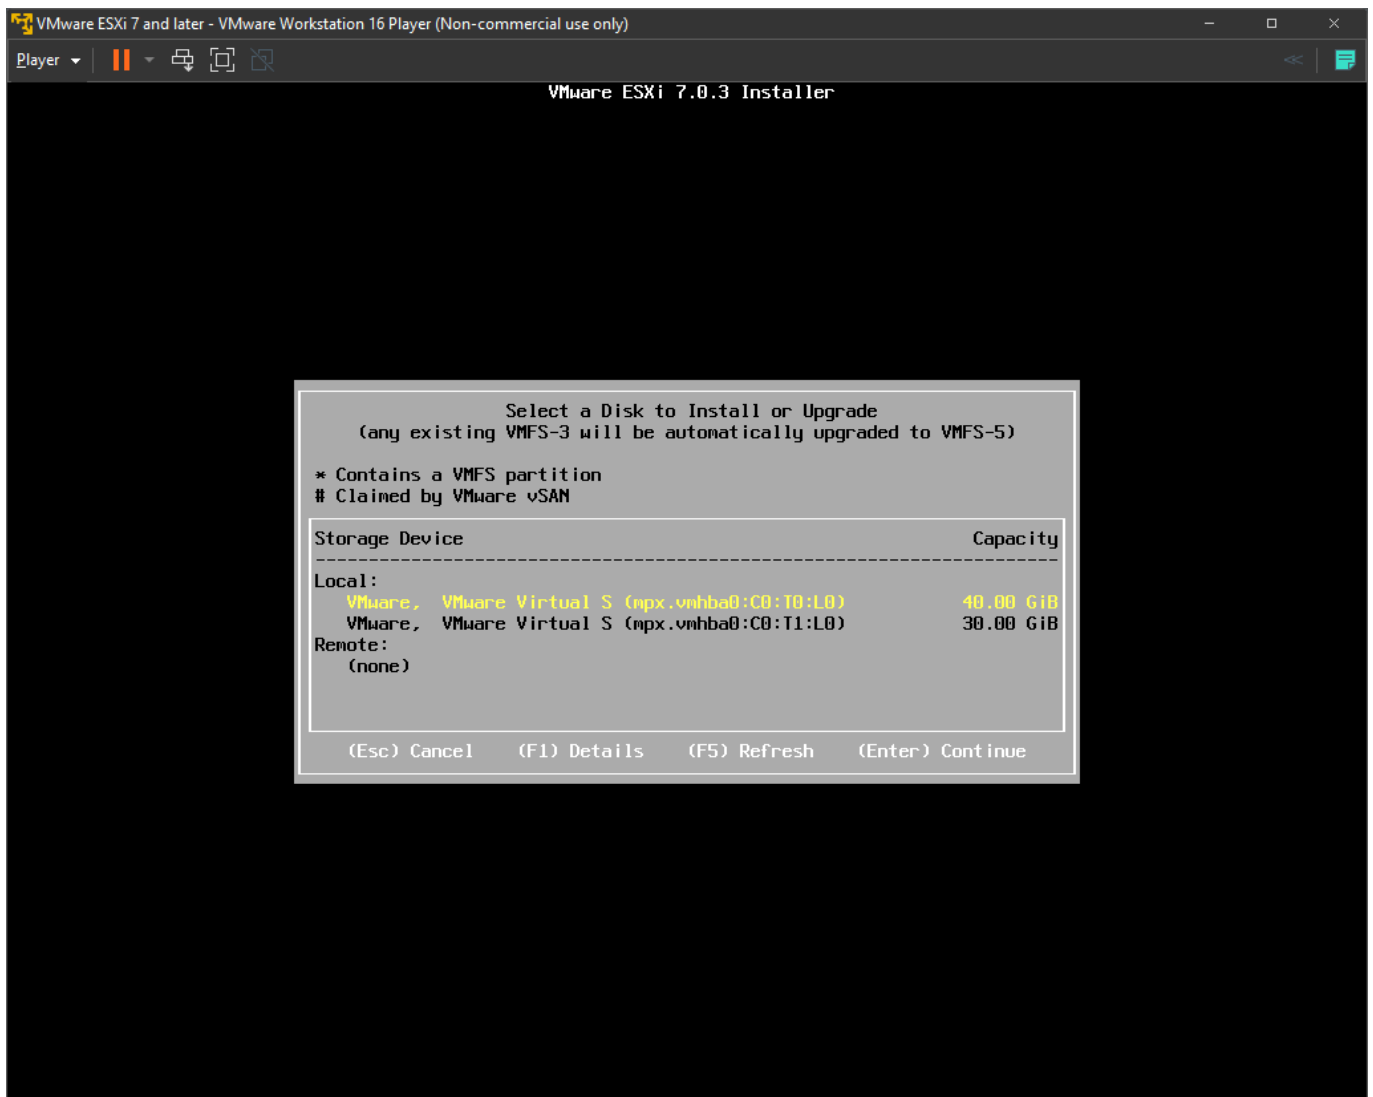 VMware ESXi 7 and later - VMware Workstation 16 Player (Non-commercial use only)
Player
VMware ESXi 7.0.3 Installer
Select a Disk to Install or Upgrade
(any existing VMFS-3 will be automatically upgraded to VMFS-5)
* Contains a VMFS partition
# Claimed by VMware vSAN
Storage Device Capacity
--------------------------------------------------------------------
Local:
VMware, VMware Virtual S (mpx.vmhba0:C0:T0:L0) 40.00 GiB
VMware, VMware Virtual S (mpx.vmhba0:C0:T1:L0) 30.00 GiB
Remote:
(none)
(Esc) Cancel (F1) Details (F5) Refresh (Enter) Continue